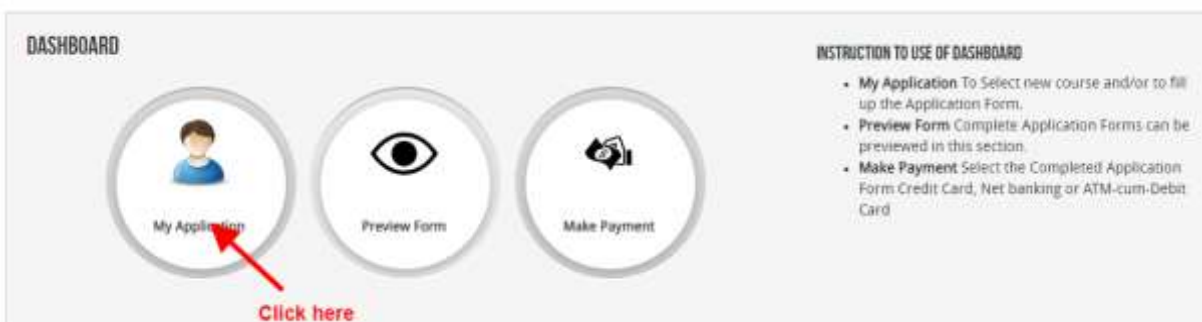 DASHBOARD
My Application
Preview Form
Make Payment
Click here
INSTRUCTION TO USE OF DASHBOARD
My Application To Select new course and/or to fill
up the Application Form.
Preview Form Complete Application Forms can be
previewed in this section.
Make Payment Select the Completed Application
Form Credit Card, Net banking or ATM-cum-Debit
Card